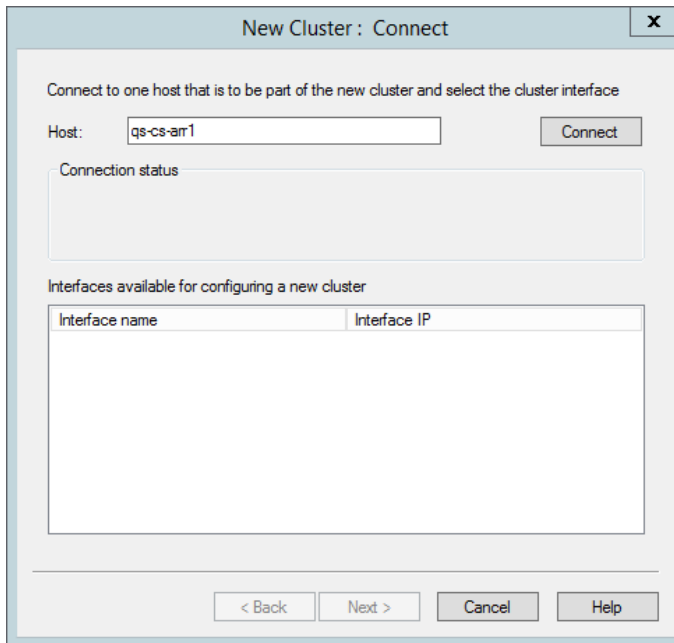 New Cluster :  Connect
x
Connect to one host that is to be part of the new cluster and select the cluster interface
Host: qs-cs-arr1 Connect
Connection status
Interfaces available for configuring a new cluster
Interface name Interface IP
< Back Next > Cancel Help